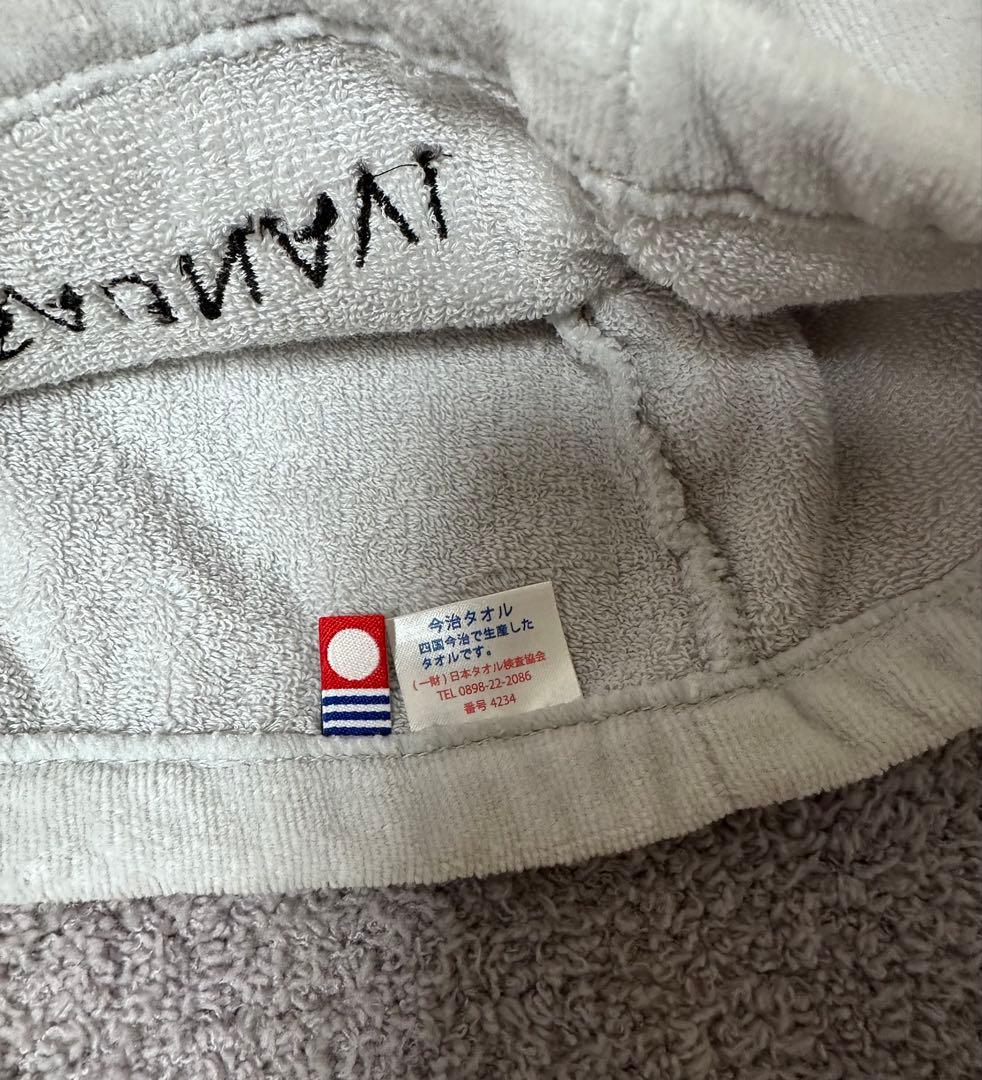 今治タオル
四国今治で生産した
タオルです。
(一財)日本タオル検査協会
TEL 0898-22-2086
番号 4234